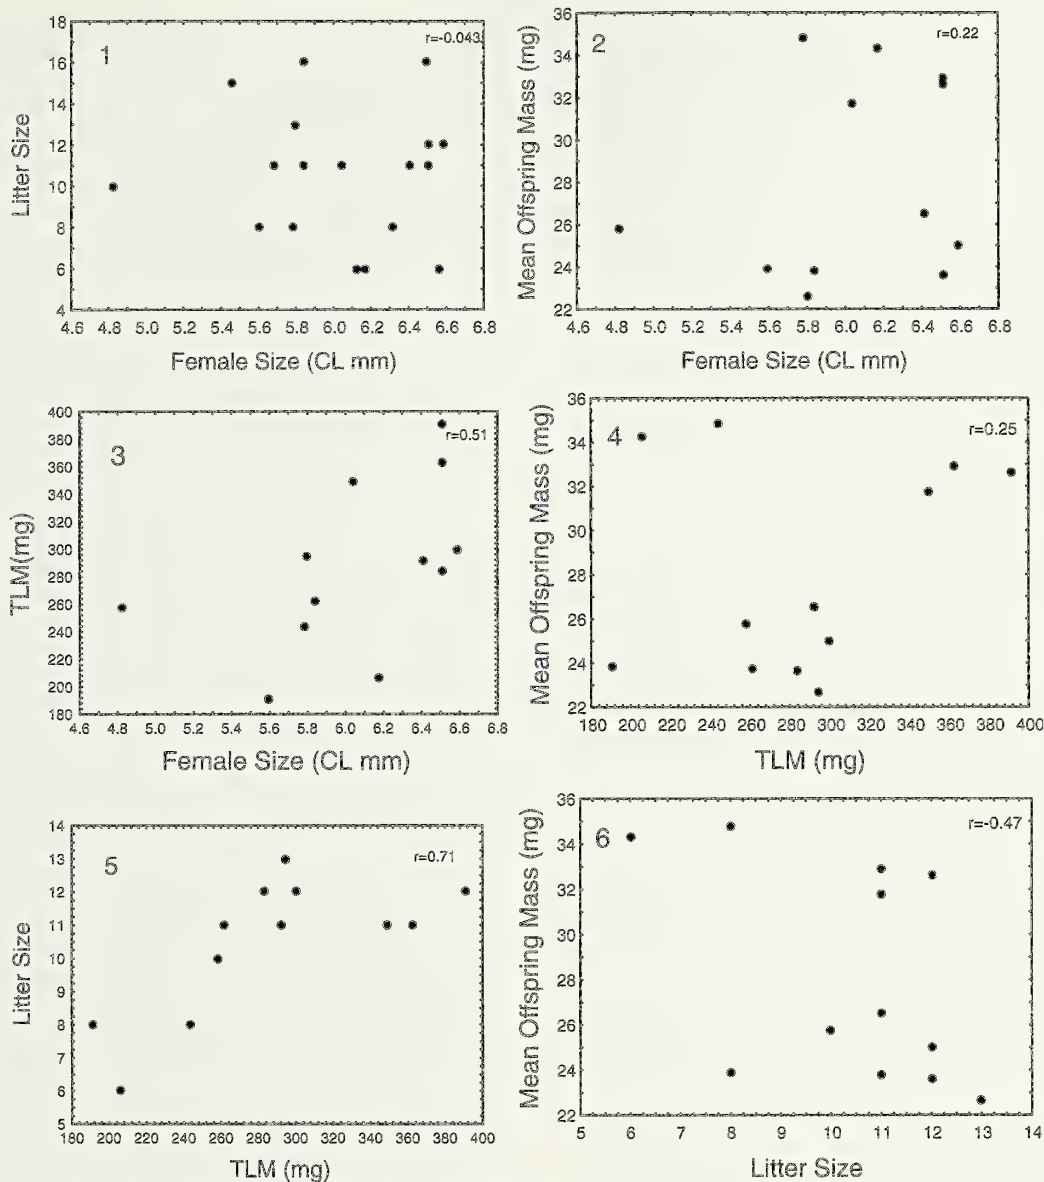 1
r=-0.043
Litter Size
18
16
14
12
10
8
6
4
4.6 4.8 5.0 5.2 5.4 5.6 5.8 6.0 6.2 6.4 6.6 6.8
Female Size (CL mm)
2
r=0.22
Mean Offspring Mass (mg)
36
34
32
30
28
26
24
22
4.6 4.8 5.0 5.2 5.4 5.6 5.8 6.0 6.2 6.4 6.6 6.8
Female Size (CL mm)
3
r=0.51
TLM(mg)
400
380
360
340
320
300
280
260
240
220
200
180
4.6 4.8 5.0 5.2 5.4 5.6 5.8 6.0 6.2 6.4 6.6 6.8
Female Size (CL mm)
4
r=0.25
Mean Offspring Mass (mg)
36
34
32
30
28
26
24
22
180 200 220 240 260 280 300 320 340 360 380 400
TLM (mg)
5
r=0.71
Litter Size
14
13
12
11
10
9
8
7
6
5
180 200 220 240 260 280 300 320 340 360 380 400
TLM (mg)
6
r=-0.47
Mean Offspring Mass (mg)
36
34
32
30
28
26
24
22
5 6 7 8 9 10 11 12 13 14
Litter Size